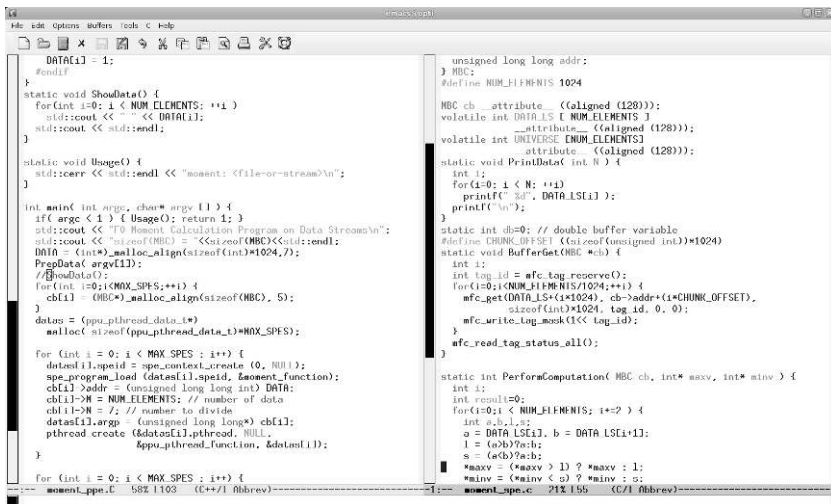 emacs@opti
File Edit Options Buffers Tools C Help
DATA[i] = 1;
#endif
}
static void ShowData() {
for(int i=0; i < NUM_ELEMENTS; ++i )
std::cout << " " << DATA[i];
std::cout << std::endl;
}
static void Usage() {
std::cerr << std::endl << "moment: <file-or-stream>\n";
}
int main( int argc, char* argv [] ) {
if( argc < 1 ) { Usage(); return 1; }
std::cout << "F0 Moment Calculation Program on Data Streams\n";
std::cout << "sizeof(MBC) = "<<sizeof(MBC)<<std::endl;
DATA = (int*)_malloc_align(sizeof(int)*1024,7);
PrepData( argv[1]);
//ShowData();
for(int i=0;i<MAX_SPES;++i) {
cb[i] = (MBC*)_malloc_align(sizeof(MBC), 5);
}
datas = (ppu_pthread_data_t*)
malloc( sizeof(ppu_pthread_data_t)*MAX_SPES);
for (int i = 0; i < MAX_SPES ; i++) {
datas[i].speid = spe_context_create (0, NULL);
spe_program_load (datas[i].speid, &moment_function);
cb[i]->addr = (unsigned long long int) DATA;
cb[i]->M = NUM_ELEMENTS; // number of data
cb[i]->N = 7; // number to divide
datas[i].argp = (unsigned long long*) cb[i];
pthread_create (&datas[i].pthread, NULL,
&ppu_pthread_function, &datas[i]);
}
for (int i = 0; i < MAX_SPES ; i++) {
--:-- moment_ppe.C 58% L103 (C++/l Abbrev)
unsigned long long addr;
} MBC;
#define NUM_ELEMENTS 1024
MBC cb __attribute__ ((aligned (128)));
volatile int DATA_LS [ NUM_ELEMENTS ]
__attribute__ ((aligned (128)));
volatile int UNIVERSE [NUM_ELEMENTS]
__attribute__ ((aligned (128)));
static void PrintData( int N ) {
int i;
for(i=0; i < N; ++i)
printf(" %d", DATA_LS[i] );
printf("\n");
}
static int db=0; // double buffer variable
#define CHUNK_OFFSET ((sizeof(unsigned int))*1024)
static void BufferGet(MBC *cb) {
int i;
int tag_id = mfc_tag_reserve();
for(i=0;i<NUM_ELEMENTS/1024;++i) {
mfc_get(DATA_LS+(i*1024), cb->addr+(i*CHUNK_OFFSET),
sizeof(int)*1024, tag_id, 0, 0);
mfc_write_tag_mask(1<< tag_id);
}
mfc_read_tag_status_all();
}
static int PerformComputation( MBC cb, int* maxv, int* minv ) {
int i;
int result=0;
for(i=0;i < NUM_ELEMENTS; i+=2 ) {
int a,b,l,s;
a = DATA_LS[i], b = DATA_LS[i+1];
l = (a>b)?a:b;
s = (a<b)?a:b;
*maxv = (*maxv > l) ? *maxv : l;
*minv = (*minv < s) ? *minv : s;
-1:-- moment_spe.c 21% L55 (C/l Abbrev)